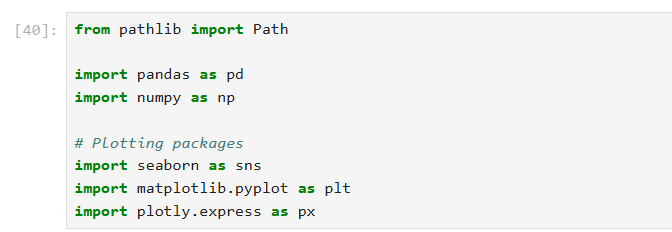 [40]:
from pathlib import Path
import pandas as pd
import numpy as np
# Plotting packages
import seaborn as sns
import matplotlib.pyplot as plt
import plotly.express as px